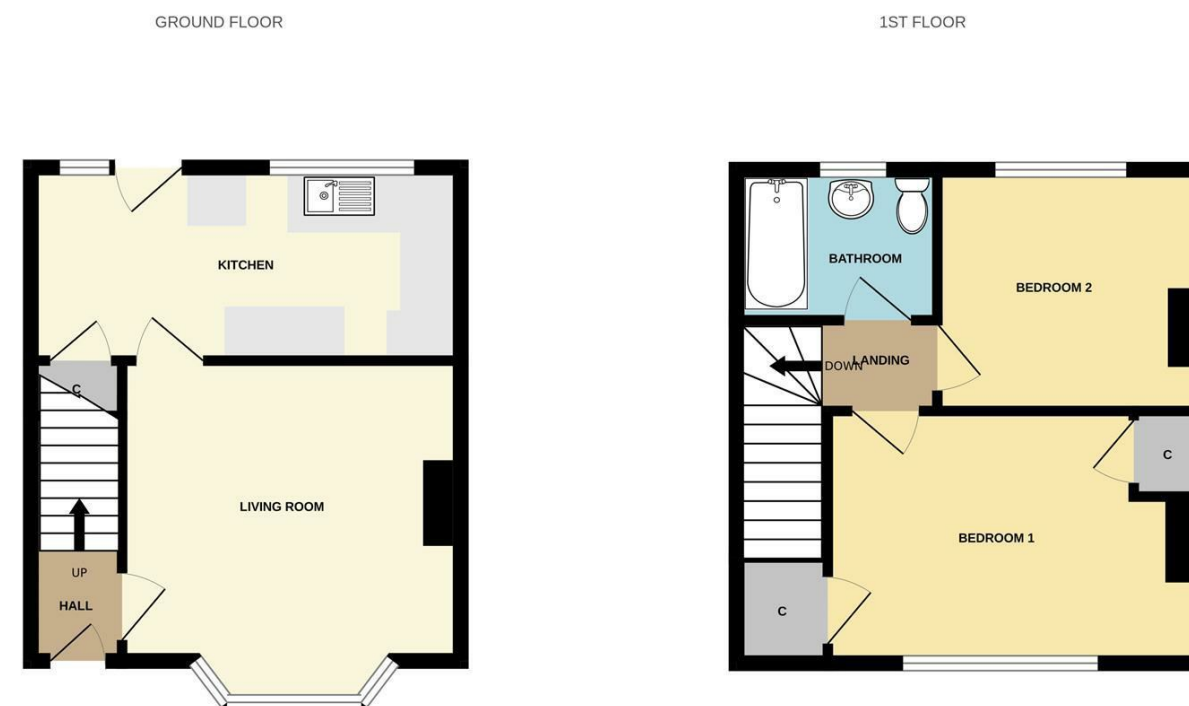 GROUND FLOOR
KITCHEN
C
LIVING ROOM
UP
HALL
1ST FLOOR
BATHROOM
BEDROOM 2
LANDING
DOWN
C
BEDROOM 1
C